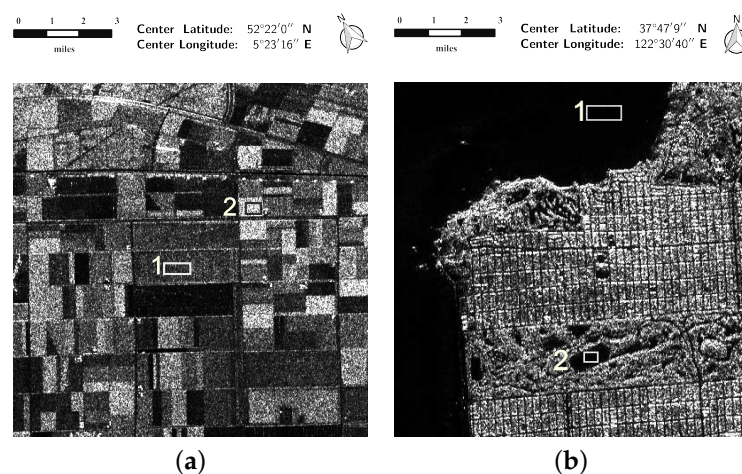 0 1 2 3
miles
Center Latitude: 52°22′0″ N
Center Longitude: 5°23′16″ E
N
0 1 2 3
miles
Center Latitude: 37°47′9″ N
Center Longitude: 122°30′40″ E
N
1
2
1
2
(a)
(b)